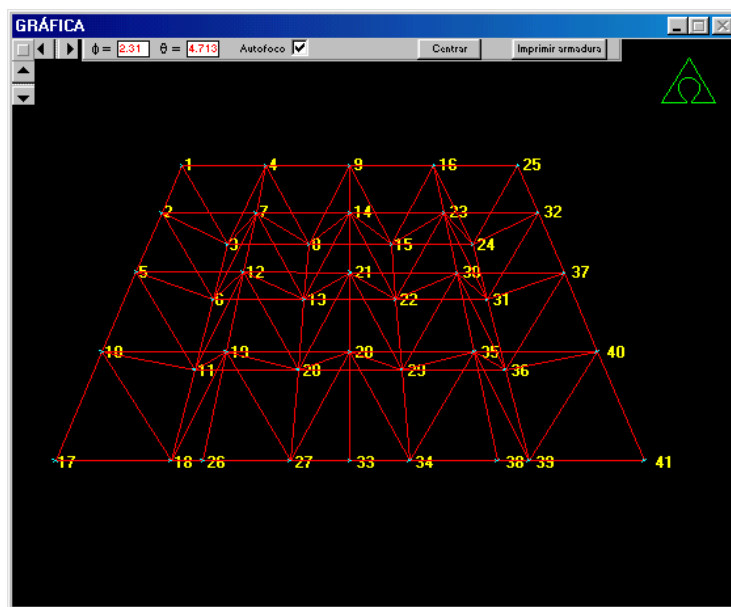 GRÁFICA
ϕ = 2.31 θ = 4.713 Autofoco Centrar Imprimir armadura
1 4 9 16 25
2 7 14 23 32
3 8 15 24
5 12 21 30 37
6 13 22 31
10 19 28 35 40
11 20 29 36
17 18 26 27 33 34 38 39 41